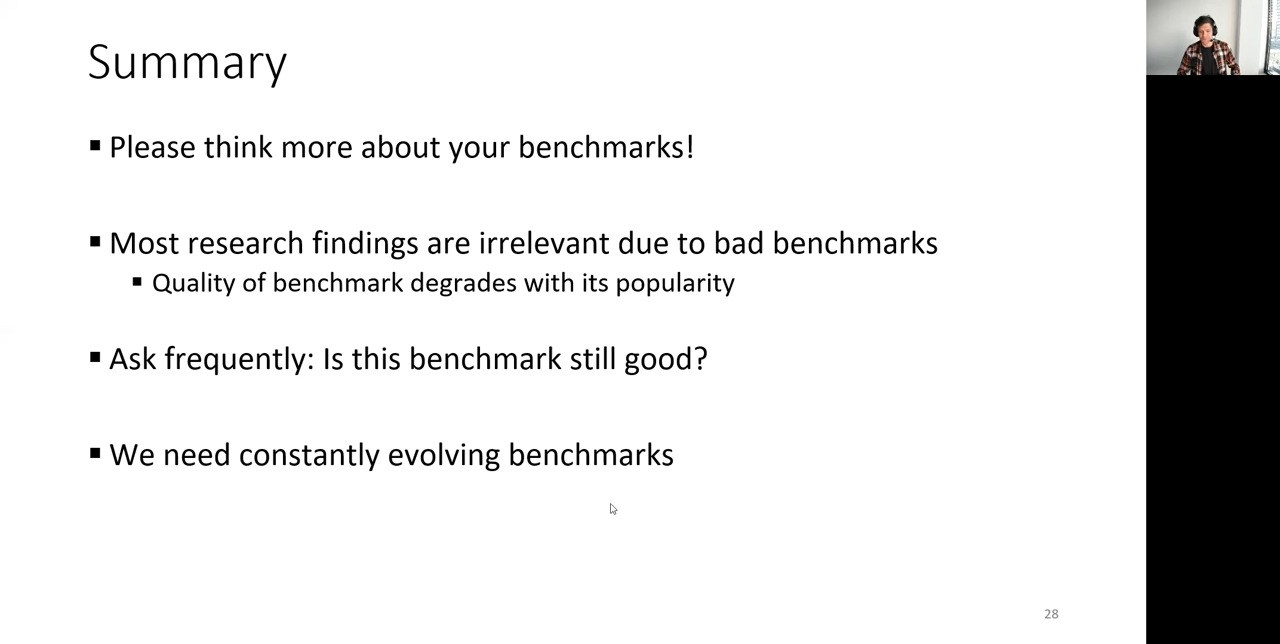 Summary
▪ Please think more about your benchmarks!
▪ Most research findings are irrelevant due to bad benchmarks
▪ Quality of benchmark degrades with its popularity
▪ Ask frequently: Is this benchmark still good?
▪ We need constantly evolving benchmarks
28